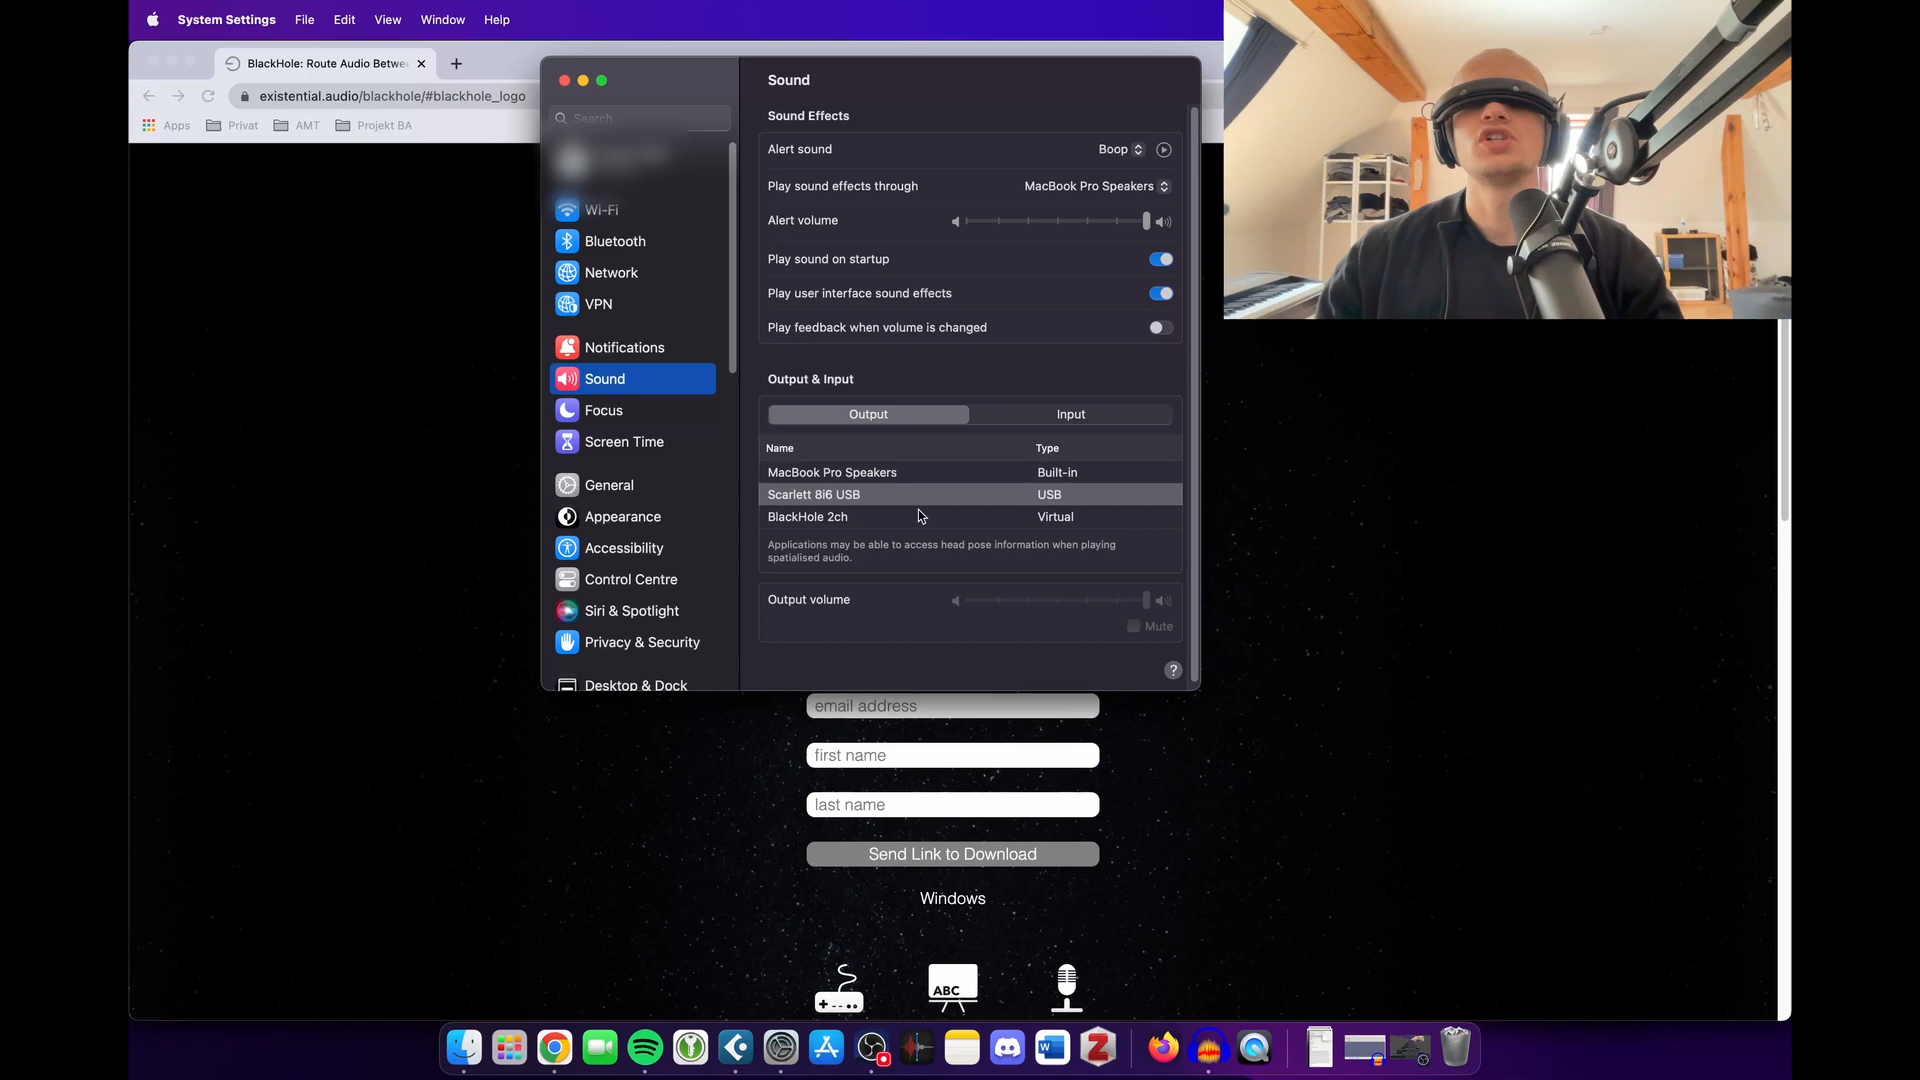 System Settings File Edit View Window Help
BlackHole: Route Audio Betwe
existential.audio/blackhole/#blackhole_logo
Apps Privat AMT Projekt BA
Search
Wi-Fi
Bluetooth
Network
VPN
Notifications
Sound
Focus
Screen Time
General
Appearance
Accessibility
Control Centre
Siri & Spotlight
Privacy & Security
Desktop & Dock
Sound
Sound Effects
Alert sound Boop
Play sound effects through MacBook Pro Speakers
Alert volume
Play sound on startup
Play user interface sound effects
Play feedback when volume is changed
Output & Input
Output Input
Name Type
MacBook Pro Speakers Built-in
Scarlett 8i6 USB USB
BlackHole 2ch Virtual
Applications may be able to access head pose information when playing
spatialised audio.
Output volume
Mute
?
email address
first name
last name
Send Link to Download
Windows
ABC